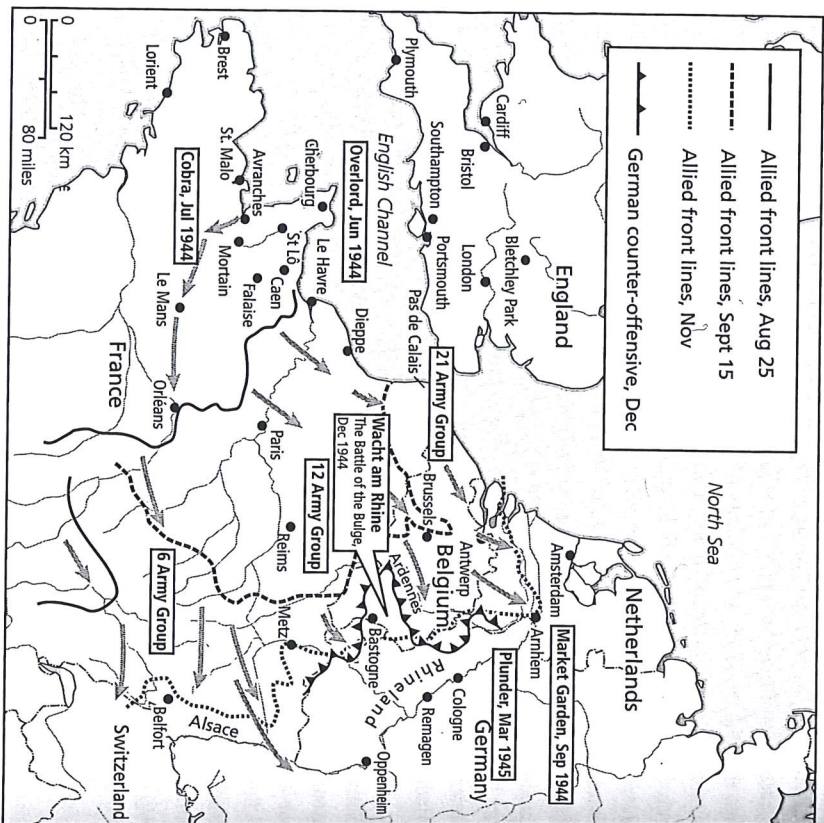 Allied front lines, Aug 25
Allied front lines, Sept 15
Allied front lines, Nov
German counter-offensive, Dec
England
North Sea
Netherlands
Cardiff
Bristol
Bletchley Park
London
Plymouth
Southampton
Portsmouth
English Channel
Pas de Calais
Amsterdam
Arnhem
Market Garden, Sep 1944
Plunder, Mar 1945
21 Army Group
Antwerp
Brussels
Belgium
Ardennes
Wacht am Rhine
The Battle of the Bulge,
Dec 1944
12 Army Group
Overlord, Jun 1944
Cherbourg
Le Havre
Dieppe
St Lô
Caen
Falaise
Mortain
Avranches
St. Malo
Cobra, Jul 1944
Brest
Lorient
Le Mans
Orléans
France
Paris
Reims
Metz
Bastogne
Rhineland
Germany
Cologne
Remagen
Oppenheim
6 Army Group
Alsace
Belfort
Switzerland
0
120 km
0
80 miles